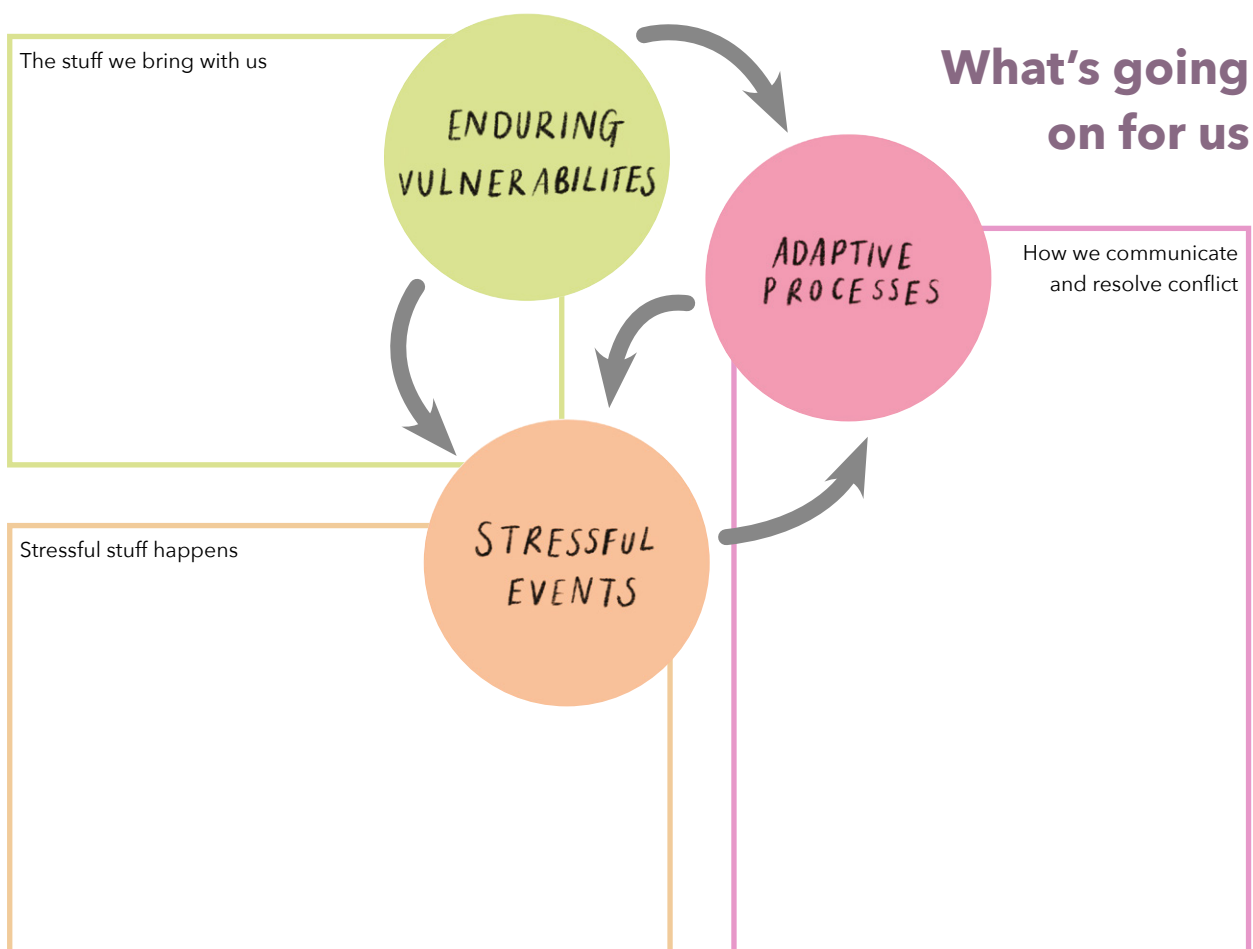 The stuff we bring with us
ENDURING
VULNERABILITES
What's going
on for us
ADAPTIVE
PROCESSES
How we communicate
and resolve conflict
Stressful stuff happens
STRESSFUL
EVENTS